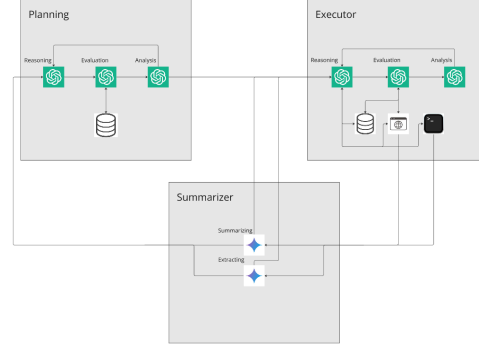 Planning
Executor
Reasoning
Evaluation
Analysis
Reasoning
Evaluation
Analysis
Summarizer
Summarizing
Extracting